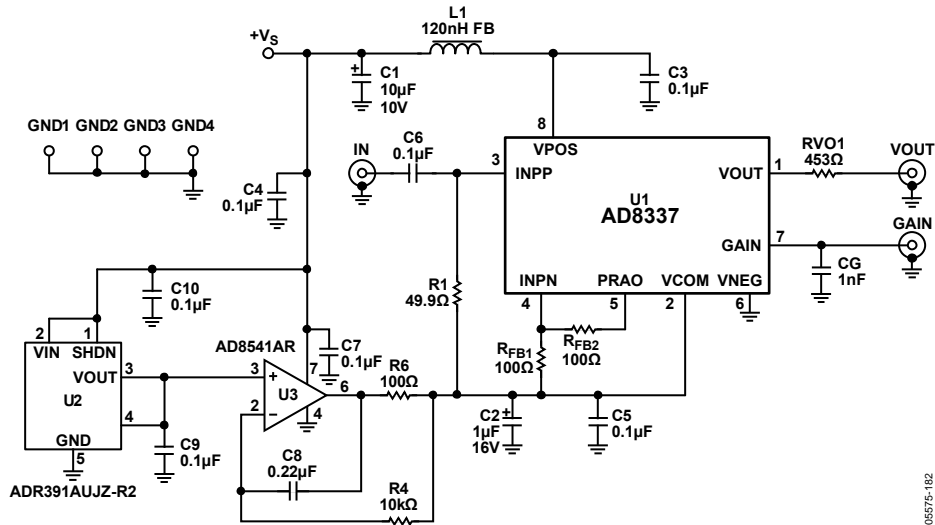 L1
120nH FB
+VS
C1
10µF
10V
C3
0.1µF
GND1 GND2 GND3 GND4
IN
C6
0.1µF
3
8
VPOS
INPP
VOUT
1
RVO1
453Ω
VOUT
U1
AD8337
C4
0.1µF
GAIN
7
GAIN
CG
1nF
R1
49.9Ω
INPN PRAO VCOM VNEG
4 5 2 6
C10
0.1µF
RFB2
100Ω
RFB1
100Ω
2 1
VIN SHDN
VOUT
3
U2
4
GND
5
ADR391AUJZ-R2
C9
0.1µF
AD8541AR
C7
0.1µF
3
+
7
U3
6
2
–
4
R6
100Ω
C2
+
1µF
16V
C5
0.1µF
C8
0.22µF
R4
10kΩ
05575-182